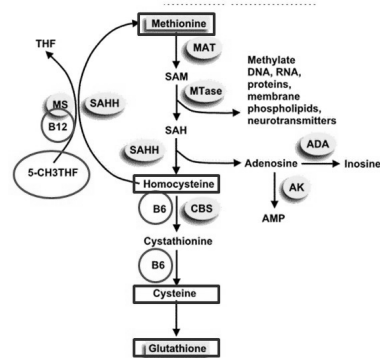 Methionine
THF
MAT
SAM
Methylate
DNA, RNA,
proteins,
membrane
phospholipids,
neurotransmitters
MTase
MS
SAHH
B12
SAH
ADA
SAHH
Adenosine
Inosine
5-CH3THF
Homocysteine
AK
B6
CBS
AMP
Cystathionine
B6
Cysteine
Glutathione